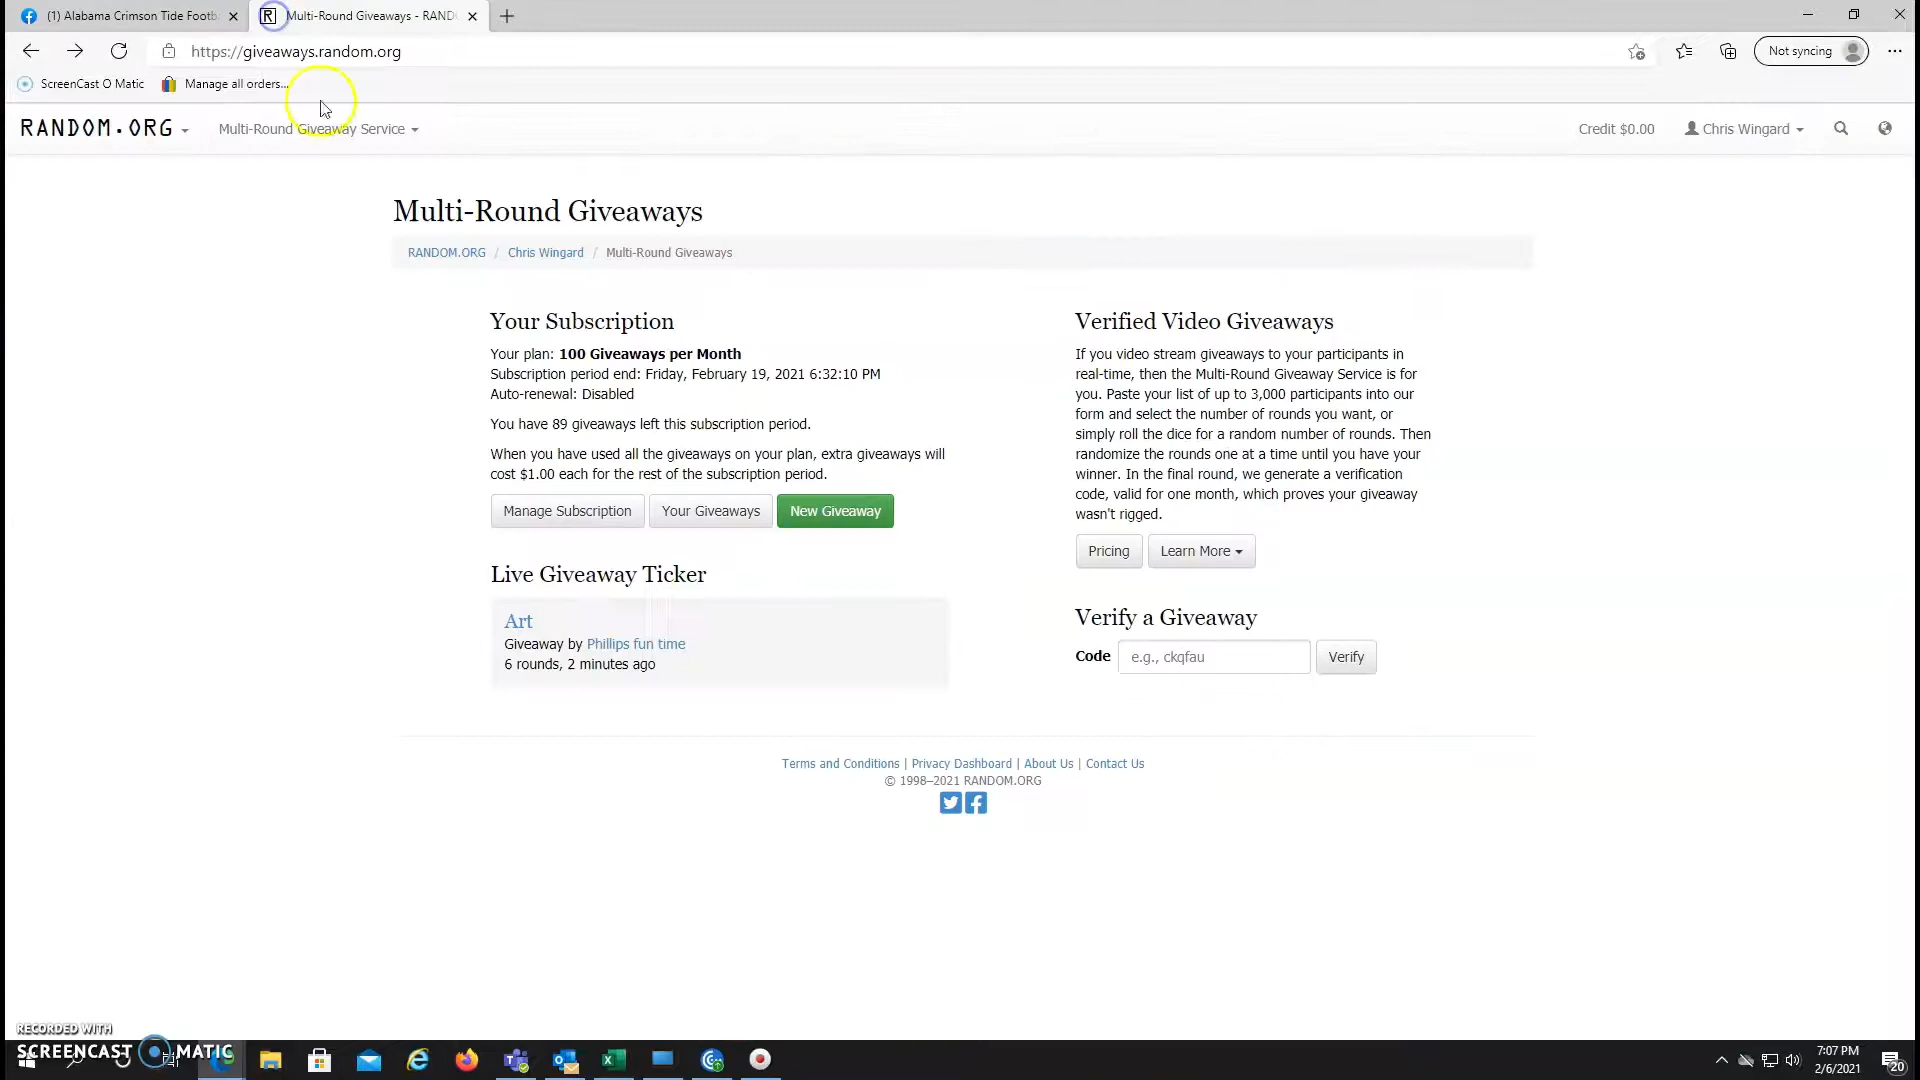 (1) Alabama Crimson Tide Footb
Multi-Round Giveaways - RAND
https://giveaways.random.org
Not syncing
ScreenCast O Matic
Manage all orders...
RANDOM.ORG
Multi-Round Giveaway Service
Credit $0.00
Chris Wingard
Multi-Round Giveaways
RANDOM.ORG / Chris Wingard / Multi-Round Giveaways
Your Subscription
Your plan: 100 Giveaways per Month
Subscription period end: Friday, February 19, 2021 6:32:10 PM
Auto-renewal: Disabled
You have 89 giveaways left this subscription period.
When you have used all the giveaways on your plan, extra giveaways will
cost $1.00 each for the rest of the subscription period.
Manage Subscription
Your Giveaways
New Giveaway
Live Giveaway Ticker
Art
Giveaway by Phillips fun time
6 rounds, 2 minutes ago
Verified Video Giveaways
If you video stream giveaways to your participants in
real-time, then the Multi-Round Giveaway Service is for
you. Paste your list of up to 3,000 participants into our
form and select the number of rounds you want, or
simply roll the dice for a random number of rounds. Then
randomize the rounds one at a time until you have your
winner. In the final round, we generate a verification
code, valid for one month, which proves your giveaway
wasn't rigged.
Pricing
Learn More
Verify a Giveaway
Code
e.g., ckqfau
Verify
Terms and Conditions | Privacy Dashboard | About Us | Contact Us
© 1998–2021 RANDOM.ORG
RECORDED WITH
SCREENCAST MATIC
7:07 PM
2/6/2021
20